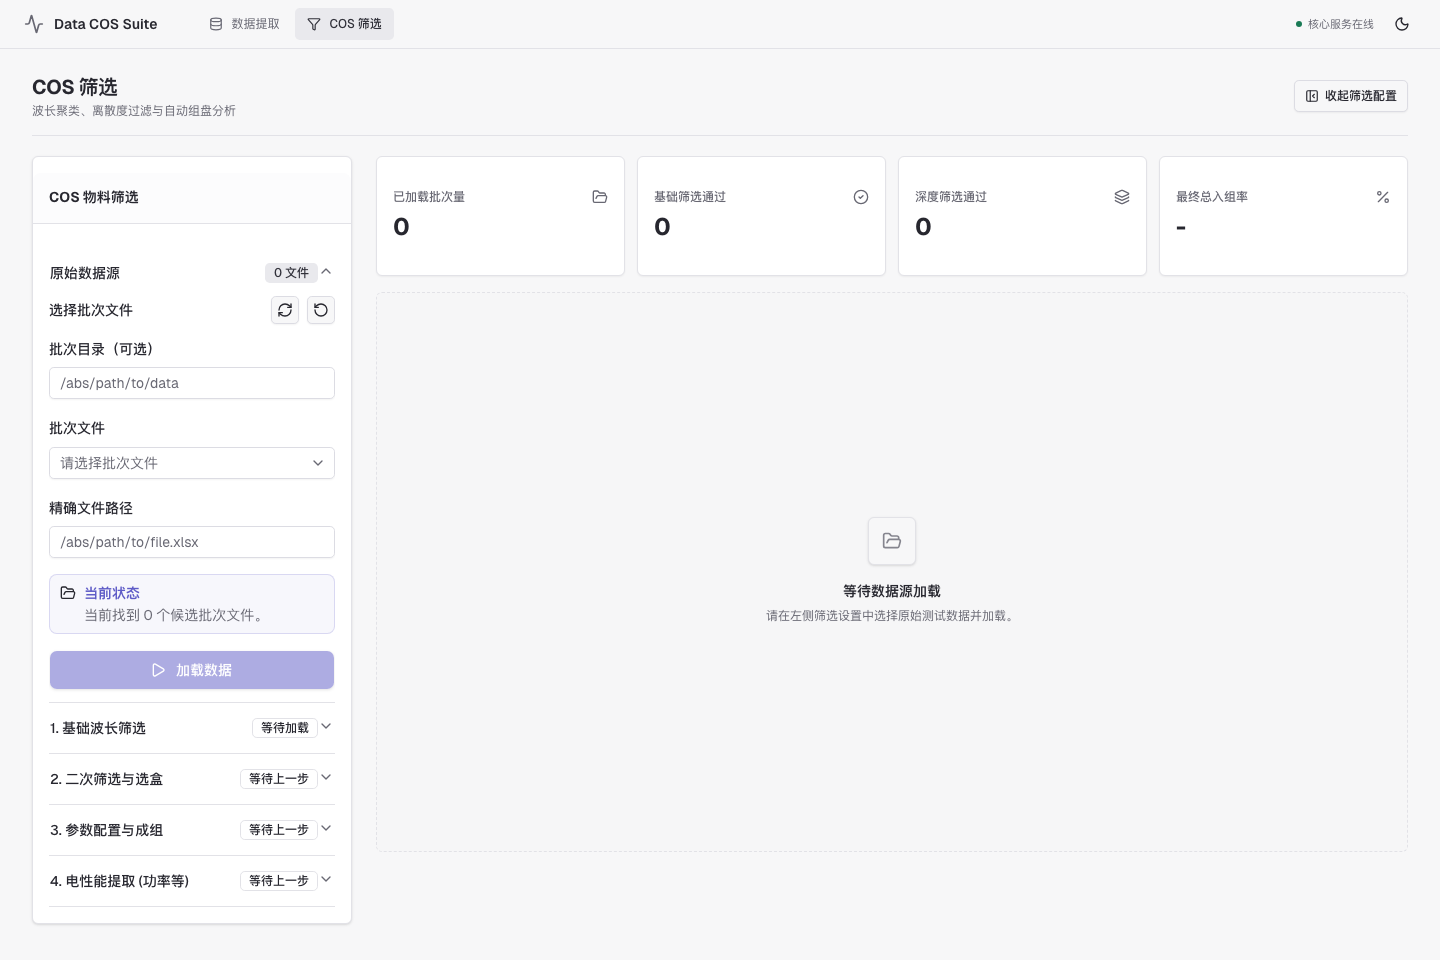 Data COS Suite
数据提取
COS 筛选
核心服务在线
COS 筛选
波长聚类、离散度过滤与自动组盘分析
收起筛选配置
COS 物料筛选
原始数据源
0 文件
选择批次文件
批次目录（可选）
/abs/path/to/data
批次文件
请选择批次文件
精确文件路径
/abs/path/to/file.xlsx
当前状态
当前找到 0 个候选批次文件。
加载数据
1. 基础波长筛选
等待加载
2. 二次筛选与选盒
等待上一步
3. 参数配置与成组
等待上一步
4. 电性能提取 (功率等)
等待上一步
已加载批次量
0
基础筛选通过
0
深度筛选通过
0
最终总入组率
-
等待数据源加载
请在左侧筛选设置中选择原始测试数据并加载。